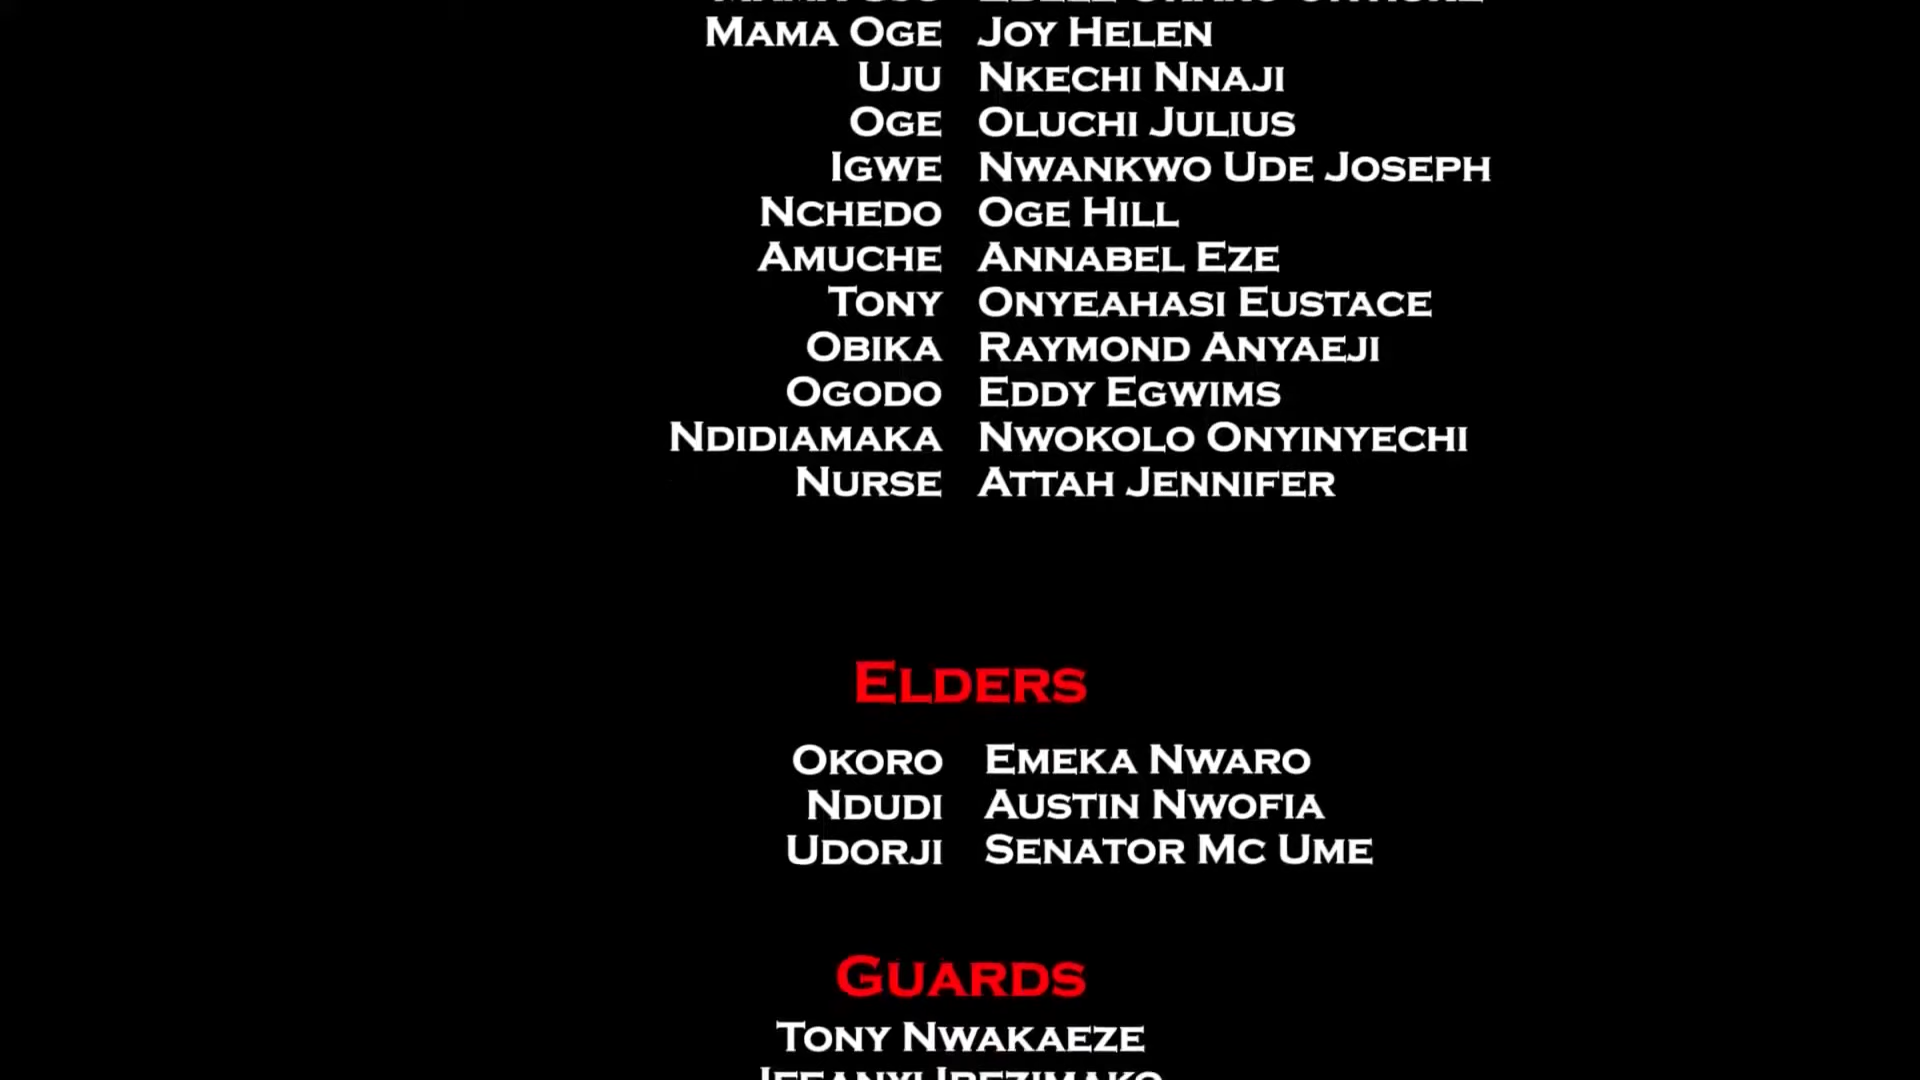 Mama Oge Joy Helen
Uju Nkechi Nnaji
Oge Oluchi Julius
Igwe Nwankwo Ude Joseph
Nchedo Oge Hill
Amuche Annabel Eze
Tony Onyeahasi Eustace
Obika Raymond Anyaeji
Ogodo Eddy Egwims
Ndidiamaka Nwokolo Onyinyechi
Nurse Attah Jennifer
Elders
Okoro Emeka Nwaro
Ndudi Austin Nwofia
Udorji Senator Mc Ume
Guards
Tony Nwakaeze